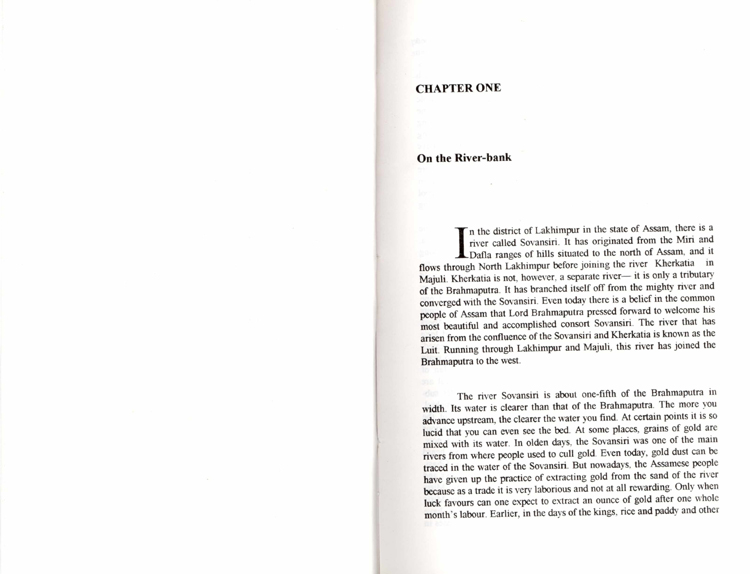 CHAPTER ONE
On the River-bank
In the district of Lakhimpur in the state of Assam, there is a
river called Sovansiri. It has originated from the Miri and
Dafla ranges of hills situated to the north of Assam, and it
flows through North Lakhimpur before joining the river Kherkatia in
Majuli. Kherkatia is not, however, a separate river— it is only a tributary
of the Brahmaputra. It has branched itself off from the mighty river and
converged with the Sovansiri. Even today there is a belief in the common
people of Assam that Lord Brahmaputra pressed forward to welcome his
most beautiful and accomplished consort Sovansiri. The river that has
arisen from the confluence of the Sovansiri and Kherkatia is known as the
Luit. Running through Lakhimpur and Majuli, this river has joined the
Brahmaputra to the west.
The river Sovansiri is about one-fifth of the Brahmaputra in
width. Its water is clearer than that of the Brahmaputra. The more you
advance upstream, the clearer the water you find. At certain points it is so
lucid that you can even see the bed. At some places, grains of gold are
mixed with its water. In olden days, the Sovansiri was one of the main
rivers from where people used to cull gold. Even today, gold dust can be
traced in the water of the Sovansiri. But nowadays, the Assamese people
have given up the practice of extracting gold from the sand of the river
because as a trade it is very laborious and not at all rewarding. Only when
luck favours can one expect to extract an ounce of gold after one whole
month's labour. Earlier, in the days of the kings, rice and paddy and other